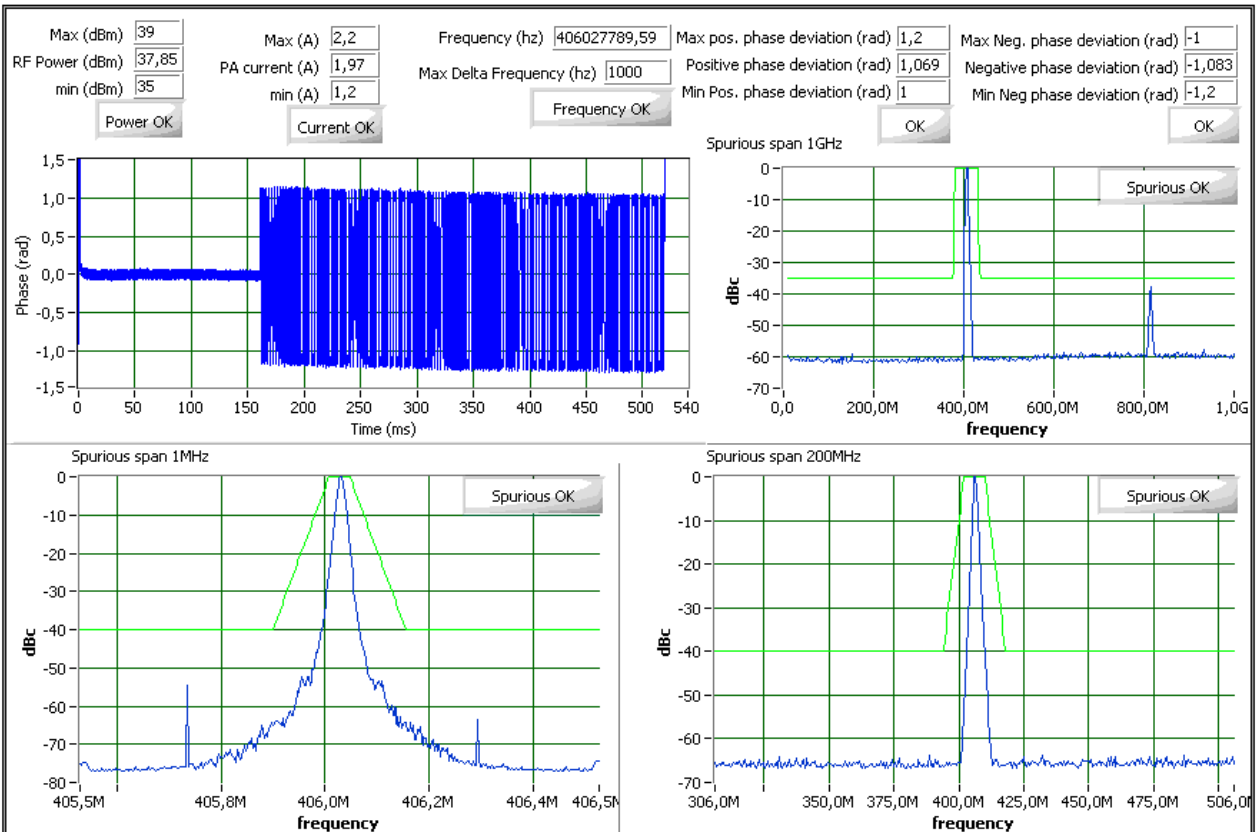 Max (dBm) 39
RF Power (dBm) 37,85
min (dBm) 35
Power OK
Max (A) 2,2
PA current (A) 1,97
min (A) 1,2
Current OK
Frequency (hz) 406027789,59
Max Delta Frequency (hz) 1000
Frequency OK
Max pos. phase deviation (rad) 1,2
Positive phase deviation (rad) 1,069
Min Pos. phase deviation (rad) 1
OK
Max Neg. phase deviation (rad) -1
Negative phase deviation (rad) -1,083
Min Neg phase deviation (rad) -1,2
OK
1,5
1,0
0,5
0,0
-0,5
-1,0
-1,5
Phase (rad)
0 50 100 150 200 250 300 350 400 450 500 540
Time (ms)
Spurious span 1GHz
Spurious OK
0
-10
-20
-30
-40
-50
-60
-70
dBc
0,0 200,0M 400,0M 600,0M 800,0M 1,0G
frequency
Spurious span 1MHz
Spurious OK
0
-10
-20
-30
-40
-50
-60
-70
-80
dBc
405,5M 405,8M 406,0M 406,2M 406,4M 406,5M
frequency
Spurious span 200MHz
Spurious OK
0
-10
-20
-30
-40
-50
-60
-70
dBc
306,0M 350,0M 375,0M 400,0M 425,0M 450,0M 475,0M 506,0M
frequency